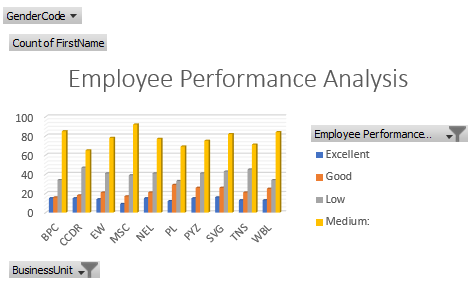 GenderCode
Count of FirstName
Employee Performance Analysis
100
80
60
40
20
0
BPC
CCDR
EW
MSC
NEL
PL
PYZ
SVG
TNS
WBL
Employee Performance...
Excellent
Good
Low
Medium:
BusinessUnit